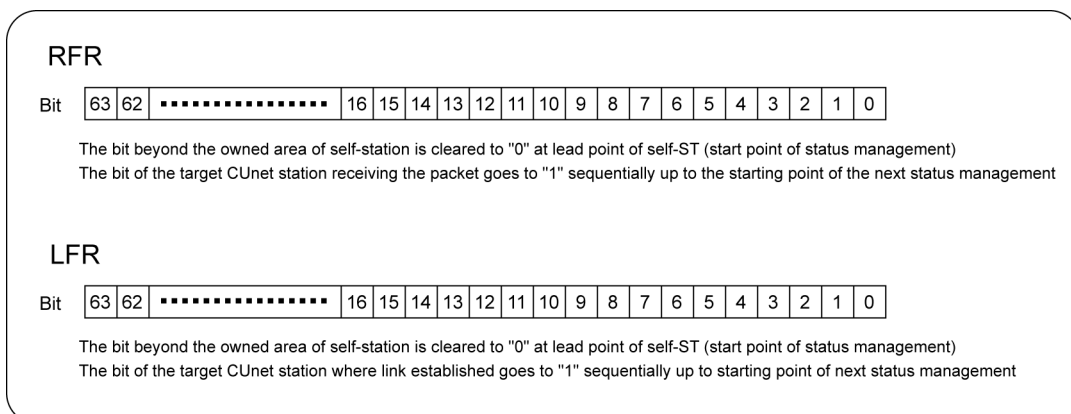 RFR
Bit 63 62 ▪▪▪▪▪▪▪▪▪▪▪▪▪▪▪▪ 16 15 14 13 12 11 10 9 8 7 6 5 4 3 2 1 0
The bit beyond the owned area of self-station is cleared to "0" at lead point of self-ST (start point of status management)
The bit of the target CUnet station receiving the packet goes to "1" sequentially up to the starting point of the next status management
LFR
Bit 63 62 ▪▪▪▪▪▪▪▪▪▪▪▪▪▪▪▪ 16 15 14 13 12 11 10 9 8 7 6 5 4 3 2 1 0
The bit beyond the owned area of self-station is cleared to "0" at lead point of self-ST (start point of status management)
The bit of the target CUnet station where link established goes to "1" sequentially up to starting point of next status management